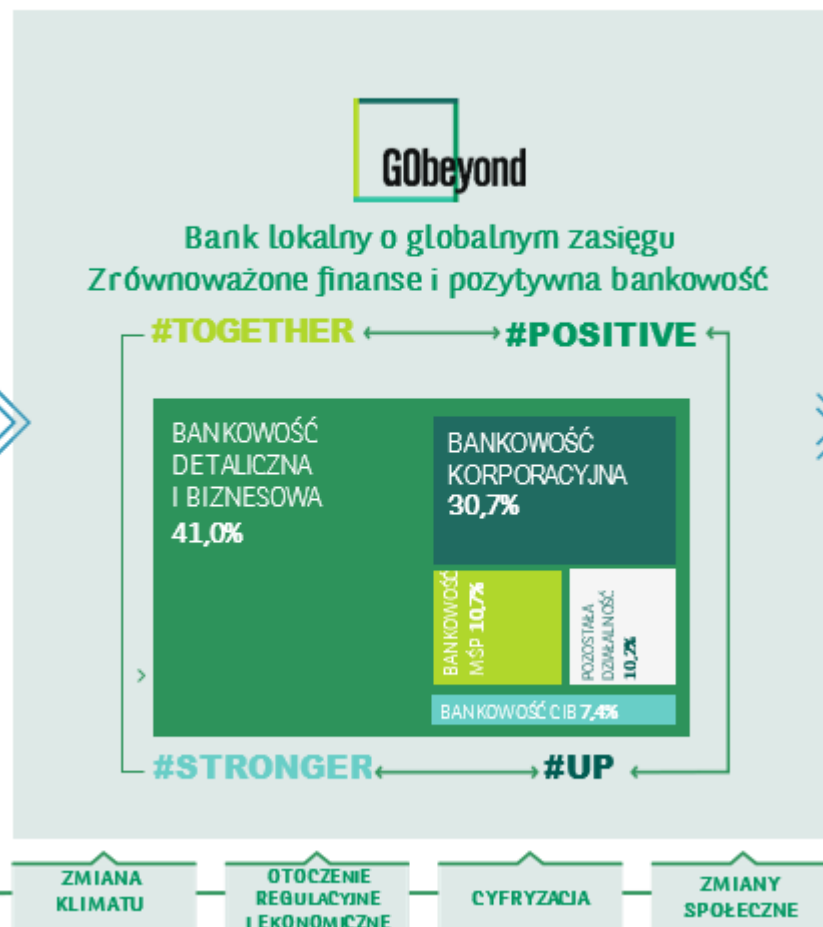 GObeyond
Bank lokalny o globalnym zasięgu
Zrównoważone finanse i pozytywna bankowość
#TOGETHER
#POSITIVE
BANKOWOŚĆ
DETALICZNA
I BIZNESOWA
41,0%
BANKOWOŚĆ
KORPORACYJNA
30,7%
BANKOWOŚĆ
MŚP 10,7%
POZOSTAŁA
DZIAŁALNOŚĆ
10,2%
BANKOWOŚĆ CIB 7,4%
#STRONGER
#UP
ZMIANA
KLIMATU
OTOCZENIE
REGULACYJNE
I EKONOMICZNE
CYFRYZACJA
ZMIANY
SPOŁECZNE